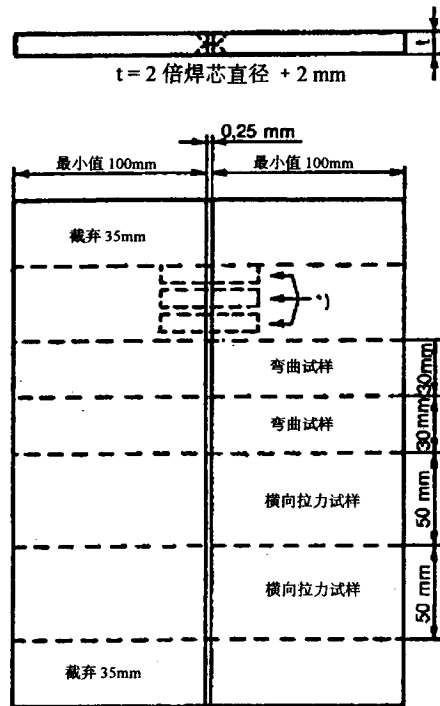 t
t = 2 倍焊芯直径 + 2 mm
0,25 mm
最小值 100mm
最小值 100mm
截弃 35mm
*)
弯曲试样
30mm
弯曲试样
30mm
横向拉力试样
50 mm
横向拉力试样
50 mm
截弃 35mm